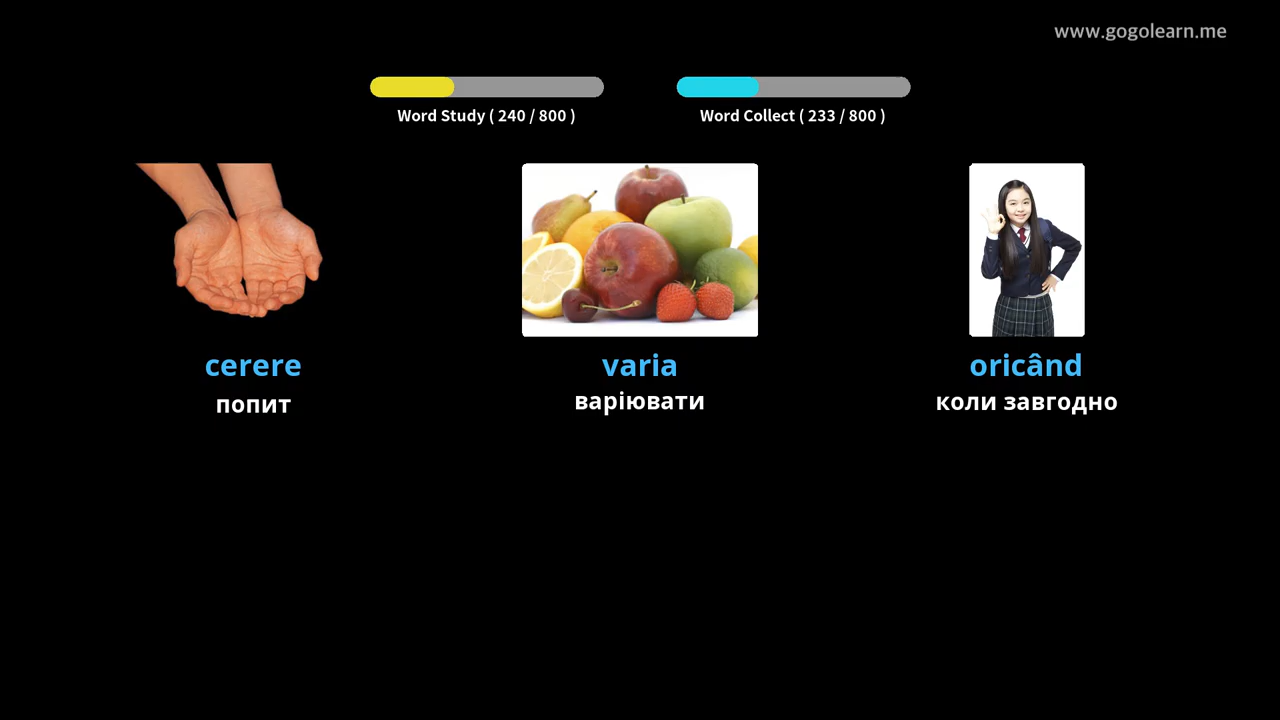 www.gogolearn.me
Word Study ( 240 / 800 )
Word Collect ( 233 / 800 )
cerere
varia
oricând
попит
варіювати
коли завгодно